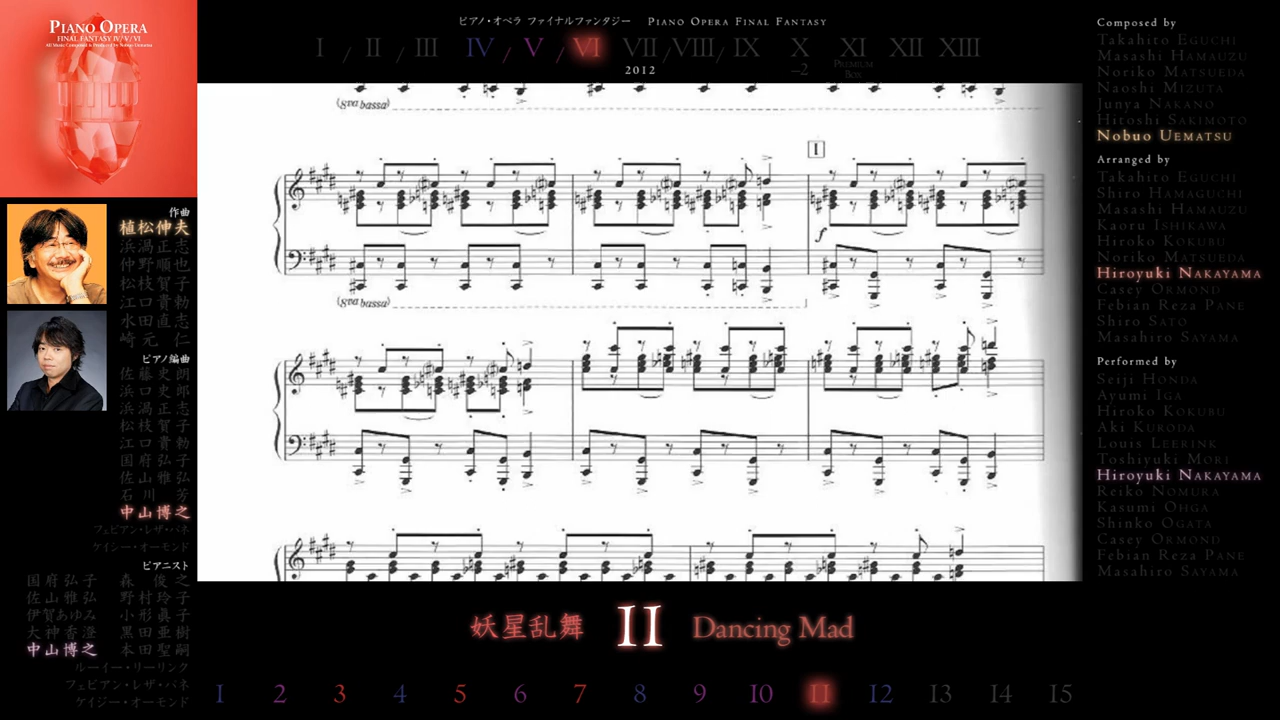 PIANO OPERA
FINAL FANTASY IV/V/VI
All Music Composed & Produced by Nobuo Uematsu
ピアノ・オペラ ファイナルファンタジー PIANO OPERA FINAL FANTASY
I / II / III IV / V / VI VII / VIII / IX X XI XII XIII
2012
–2
PREMIUM
BOX
作曲
植松伸夫
浜渦正志
仲野順也
松枝賀子
江口貴勅
水田直志
崎元 仁
ピアノ編曲
佐藤史朗
浜口史郎
浜渦正志
松枝賀子
江口貴勅
国府弘子
佐山雅弘
石川 芳
中山博之
フェビアン・レザ・パネ
ケイシー・オーモンド
ピアニスト
国府弘子 森 俊之
佐山雅弘 野村玲子
伊賀あゆみ 小形眞子
大神香澄 黒田亜樹
中山博之 本田聖嗣
ルーイー・リーリンク
フェビアン・レザ・パネ
ケイジー・オーモンド
(8va bassa)
I
f
(8va bassa)
妖星乱舞 II Dancing Mad
1 2 3 4 5 6 7 8 9 10 11 12 13 14 15
Composed by
Takahito EGUCHI
Masashi HAMAUZU
Noriko MATSUEDA
Naoshi MIZUTA
Junya NAKANO
Hitoshi SAKIMOTO
Nobuo UEMATSU
Arranged by
Takahito EGUCHI
Shiro HAMAGUCHI
Masashi HAMAUZU
Kaoru ISHIKAWA
Hiroko KOKUBU
Noriko MATSUEDA
Hiroyuki NAKAYAMA
Casey ORMOND
Febian Reza PANE
Shiro SATO
Masahiro SAYAMA
Performed by
Seiji HONDA
Ayumi IGA
Hiroko KOKUBU
Aki KURODA
Louis LEERINK
Toshiyuki MORI
Hiroyuki NAKAYAMA
Reiko NOMURA
Kasumi OHGA
Shinko OGATA
Casey ORMOND
Febian Reza PANE
Masahiro SAYAMA